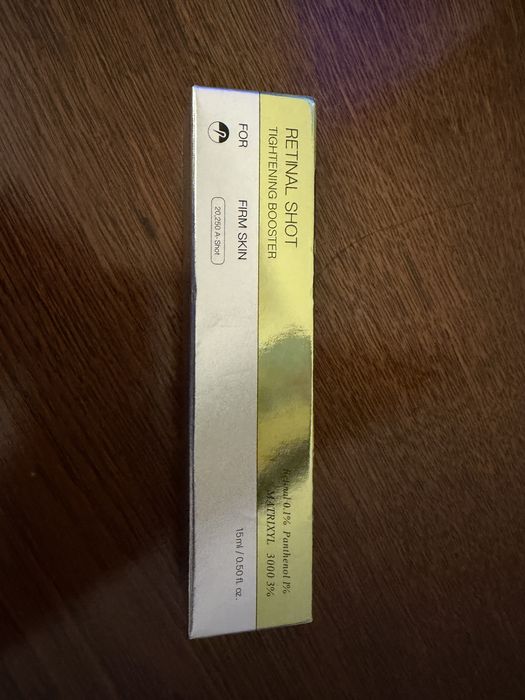 RETINAL SHOT
TIGHTENING BOOSTER
Retinal 0.1% Panthenol 1%
MATRIXYL 3000 3%
FOR FIRM SKIN
20,250 A-Shot
15ml / 0.50 fl. oz.